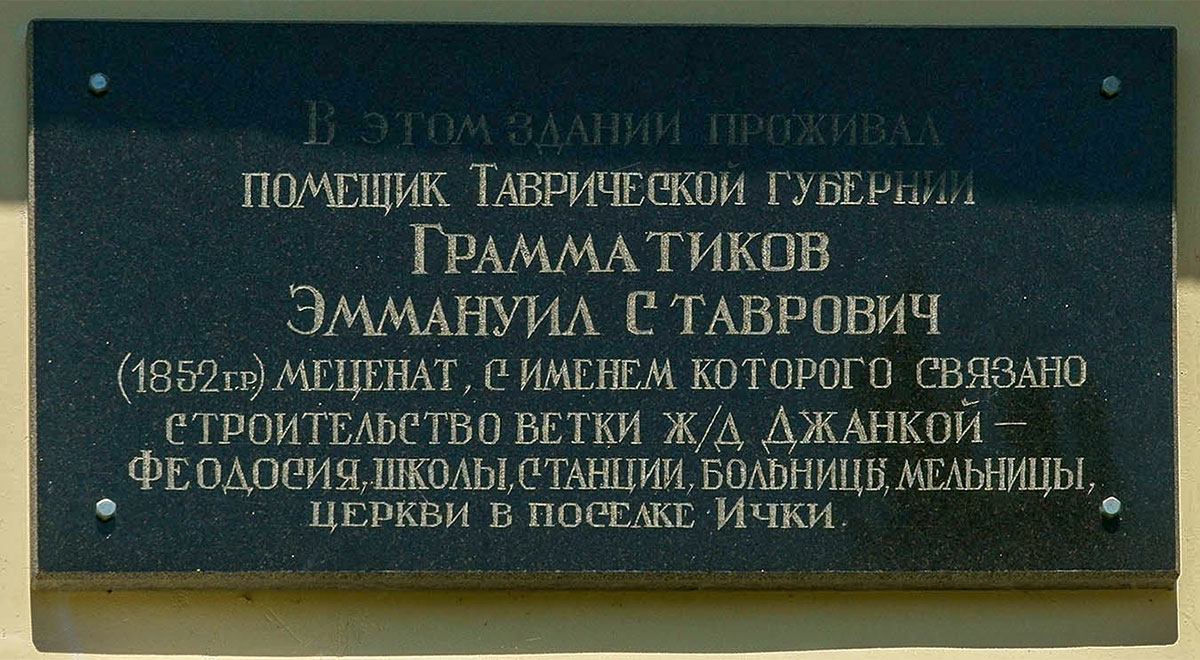 В этом здании проживал
помещик Таврической губернии
Грамматиков
Эммануил Ставрович
(1852 г.р.) меценат, с именем которого связано
строительство ветки ж/д Джанкой —
Феодосия, школы, станции, больницы, мельницы,
церкви в поселке Ички.